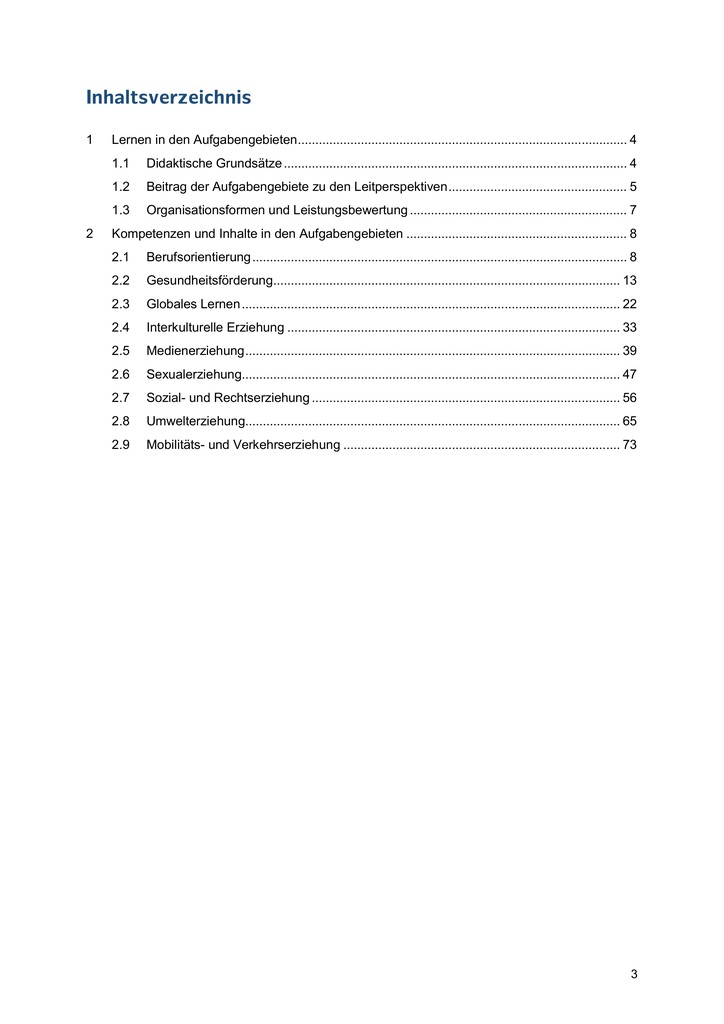 Inhaltsverzeichnis
1 Lernen in den Aufgabengebieten 4
1.1 Didaktische Grundsätze 4
1.2 Beitrag der Aufgabengebiete zu den Leitperspektiven 5
1.3 Organisationsformen und Leistungsbewertung 7
2 Kompetenzen und Inhalte in den Aufgabengebieten 8
2.1 Berufsorientierung 8
2.2 Gesundheitsförderung 13
2.3 Globales Lernen 22
2.4 Interkulturelle Erziehung 33
2.5 Medienerziehung 39
2.6 Sexualerziehung 47
2.7 Sozial- und Rechtserziehung 56
2.8 Umwelterziehung 65
2.9 Mobilitäts- und Verkehrserziehung 73
3